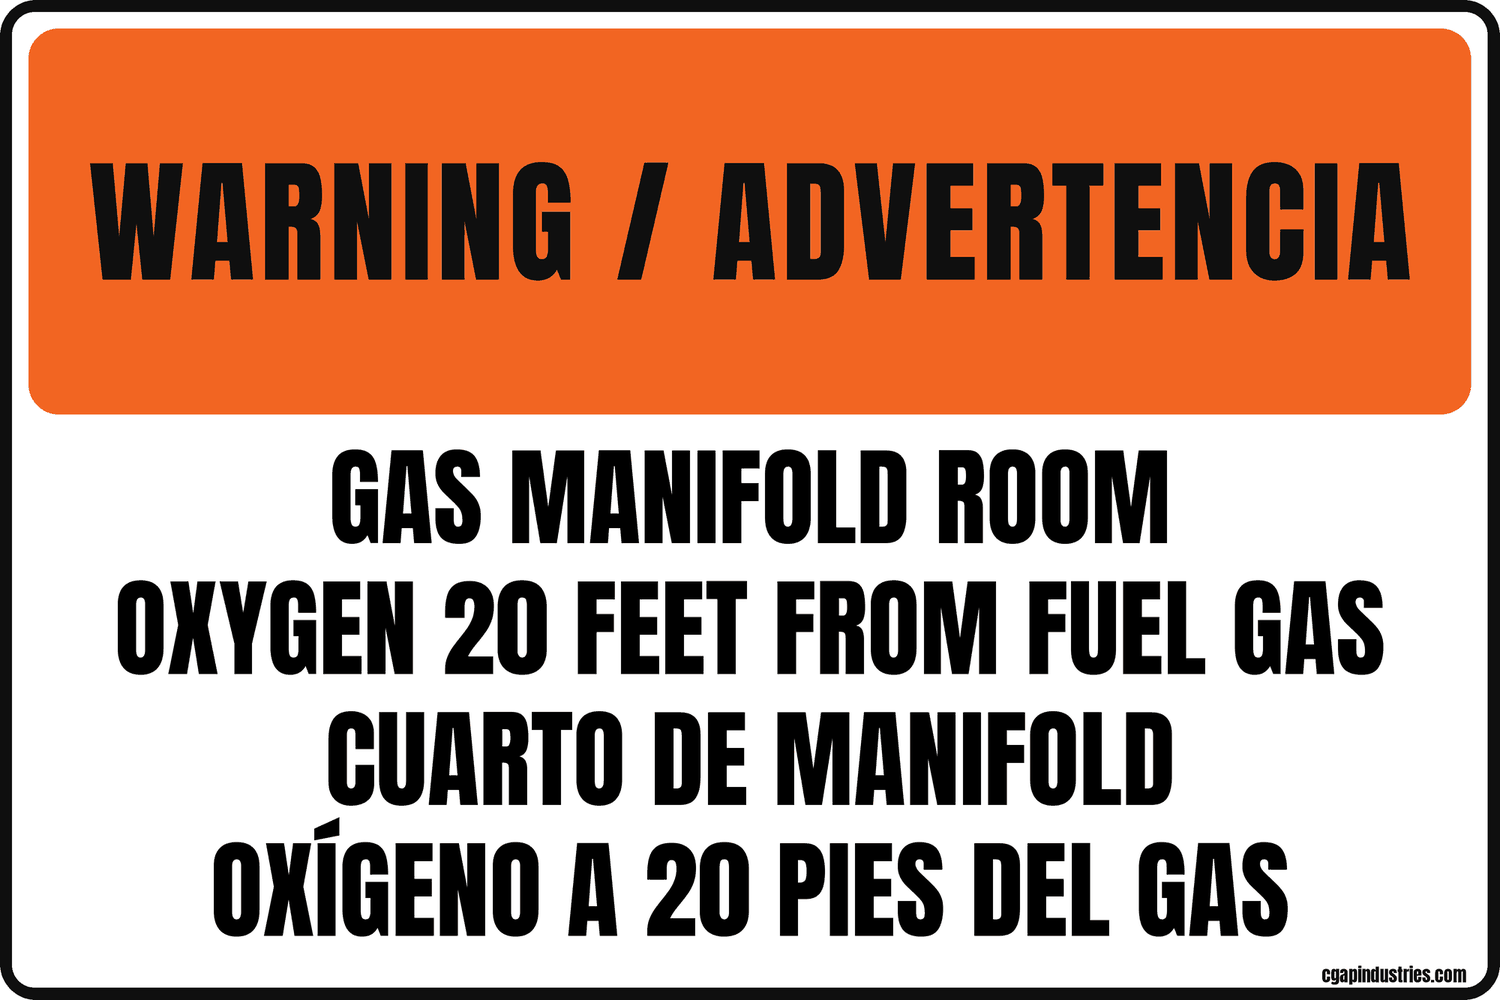 WARNING / ADVERTENCIA
GAS MANIFOLD ROOM
OXYGEN 20 FEET FROM FUEL GAS
CUARTO DE MANIFOLD
OXÍGENO A 20 PIES DEL GAS
cgapindustries.com